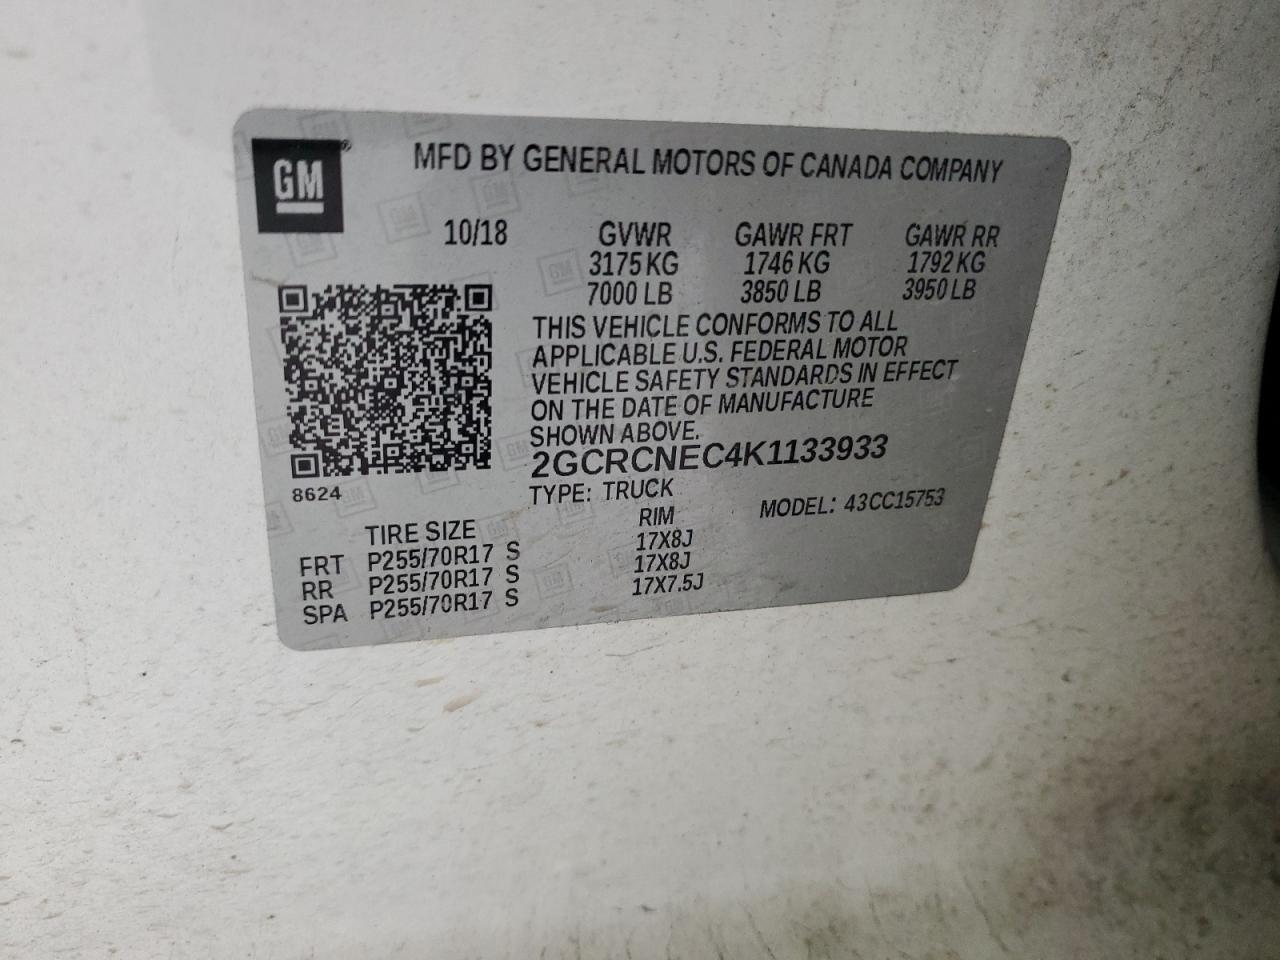 GM®
MFD BY GENERAL MOTORS OF CANADA COMPANY
10/18 GVWR GAWR FRT GAWR RR
3175 KG 1746 KG 1792 KG
7000 LB 3850 LB 3950 LB
THIS VEHICLE CONFORMS TO ALL
APPLICABLE U.S. FEDERAL MOTOR
VEHICLE SAFETY STANDARDS IN EFFECT
ON THE DATE OF MANUFACTURE
SHOWN ABOVE.
2GCRCNEC4K1133933
8624
TYPE: TRUCK MODEL: 43CC15753
TIRE SIZE RIM
FRT P255/70R17 S 17X8J
RR P255/70R17 S 17X8J
SPA P255/70R17 S 17X7.5J